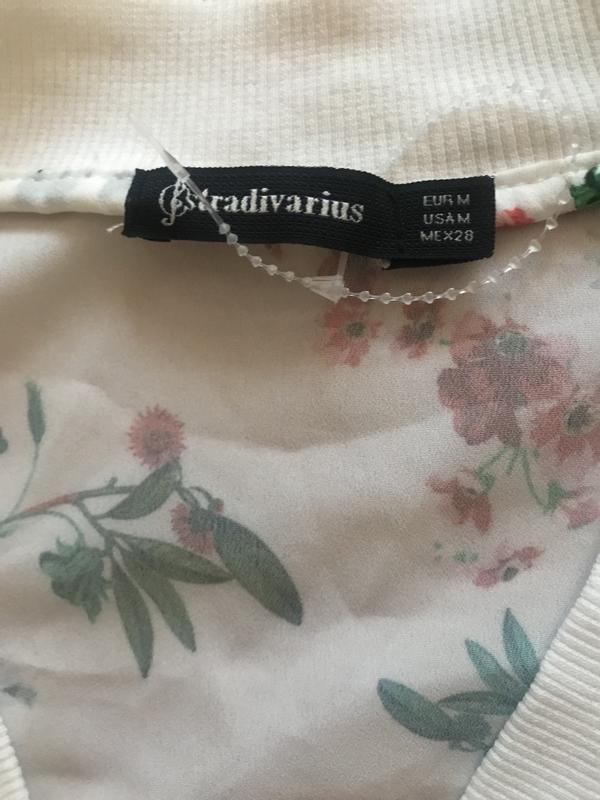 Stradivarius
EUR M
USA M
MEX 28